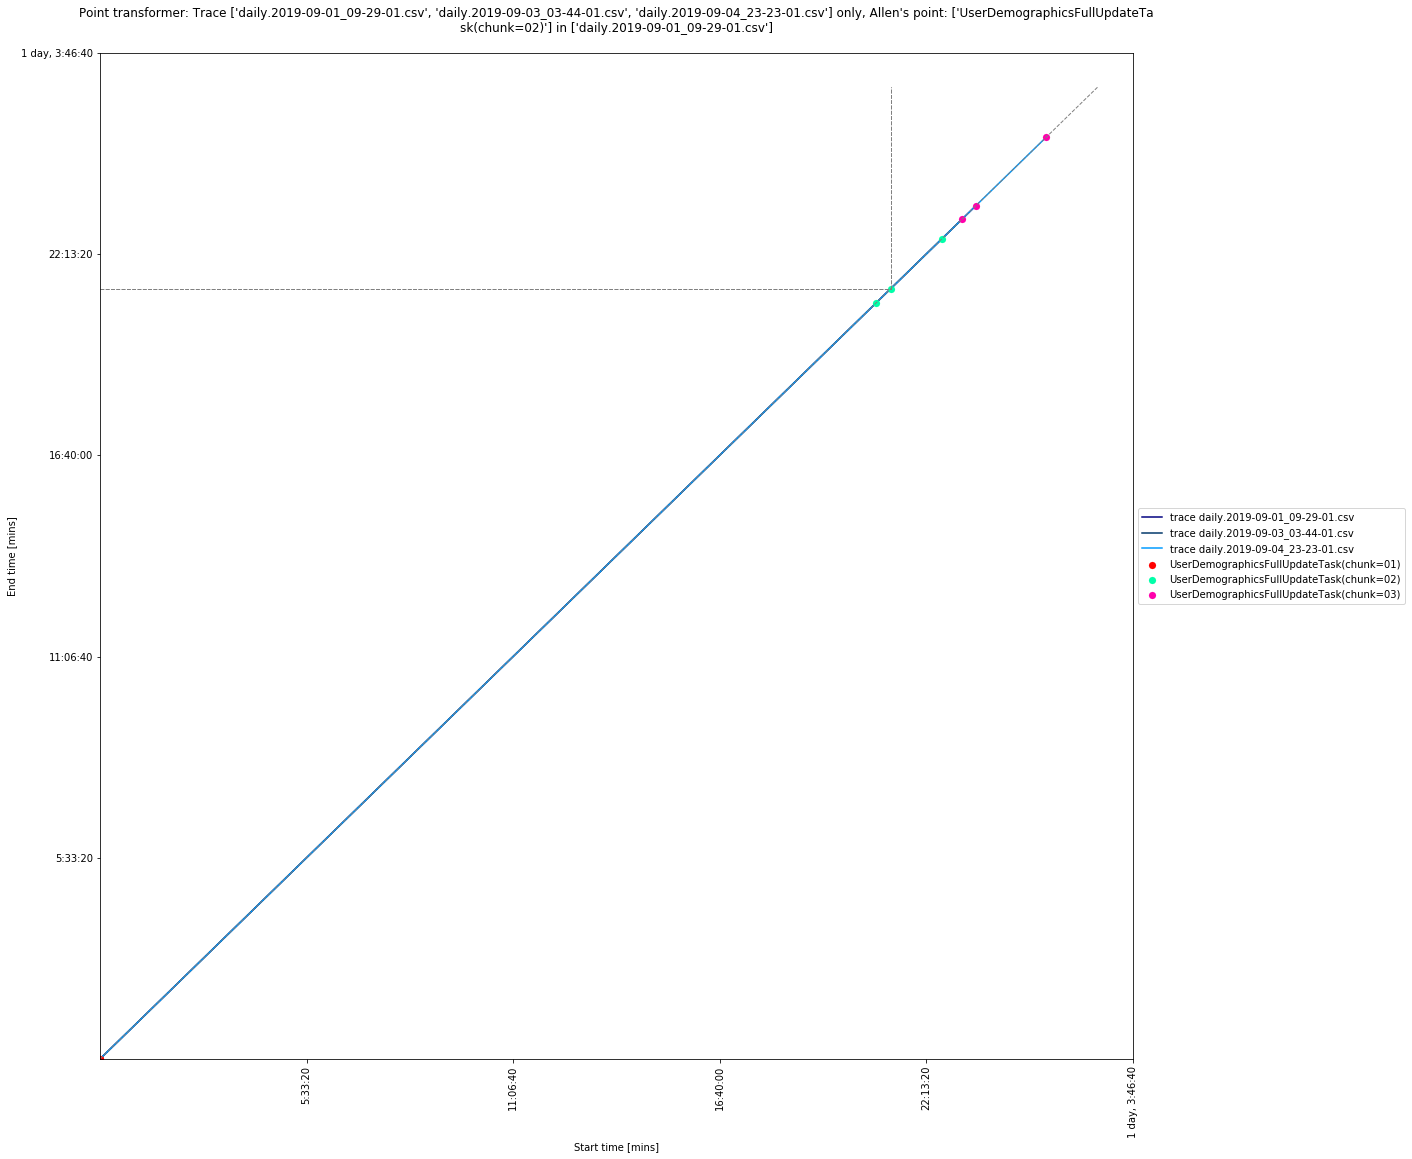 Point transformer: Trace ['daily.2019-09-01_09-29-01.csv', 'daily.2019-09-03_03-44-01.csv', 'daily.2019-09-04_23-23-01.csv'] only, Allen's point: ['UserDemographicsFullUpdateTa
sk(chunk=02)'] in ['daily.2019-09-01_09-29-01.csv']
1 day, 3:46:40
22:13:20
16:40:00
11:06:40
5:33:20
End time [mins]
trace daily.2019-09-01_09-29-01.csv
trace daily.2019-09-03_03-44-01.csv
trace daily.2019-09-04_23-23-01.csv
UserDemographicsFullUpdateTask(chunk=01)
UserDemographicsFullUpdateTask(chunk=02)
UserDemographicsFullUpdateTask(chunk=03)
5:33:20
11:06:40
16:40:00
22:13:20
1 day, 3:46:40
Start time [mins]